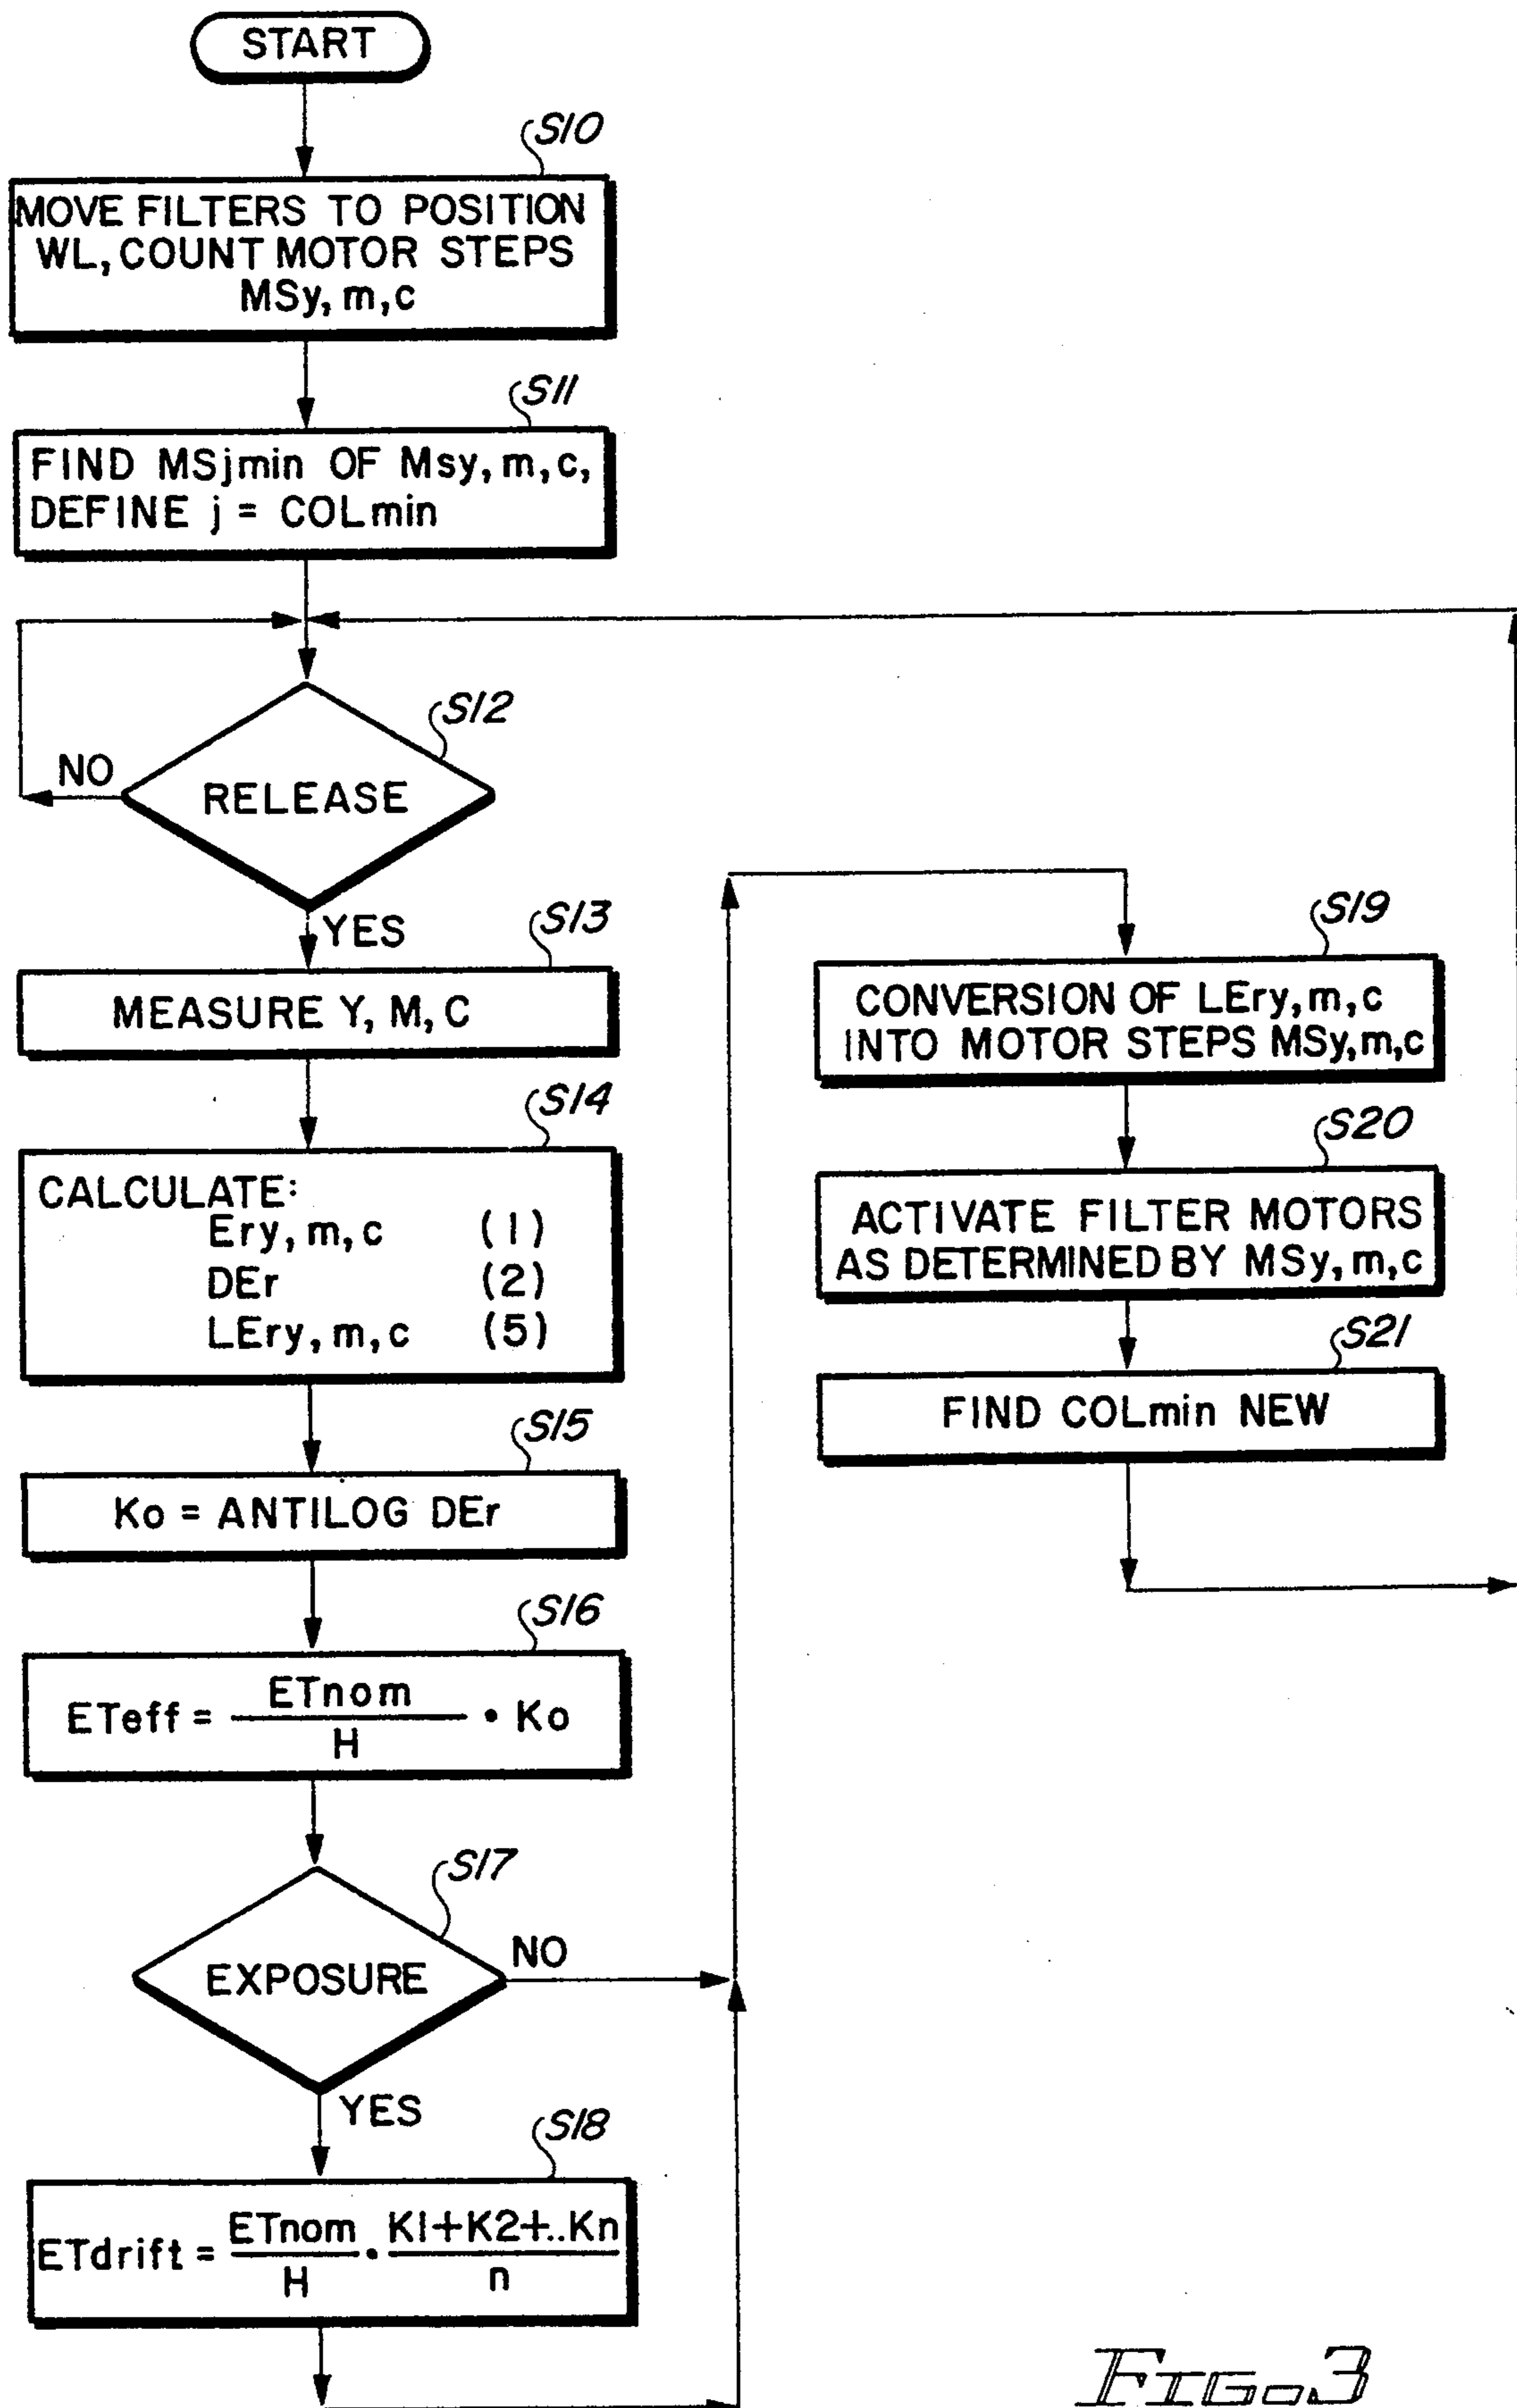 START
S10
MOVE FILTERS TO POSITION
WL, COUNT MOTOR STEPS
MSy, m, c
S11
FIND MSjmin OF Msy, m, c,
DEFINE j = COLmin
S12
NO
RELEASE
YES
S13
MEASURE Y, M, C
S14
CALCULATE:
Ery, m, c (1)
DEr (2)
LEry, m, c (5)
S15
Ko = ANTILOG DEr
S16
ETeff = ETnom / H • Ko
S17
NO
EXPOSURE
YES
S18
ETdrift = ETnom / H • K1+K2+..Kn / n
S19
CONVERSION OF LEry, m, c
INTO MOTOR STEPS MSy, m, c
S20
ACTIVATE FILTER MOTORS
AS DETERMINED BY MSy, m, c
S21
FIND COLmin NEW
FIG. 3